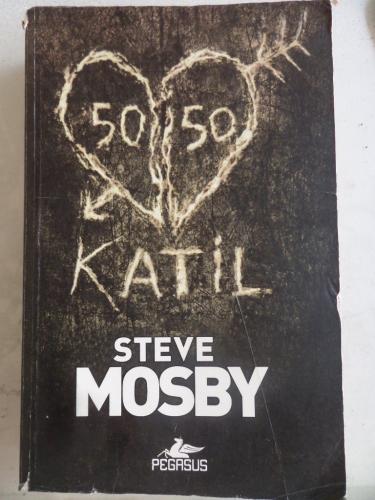 50 50
KATİL
STEVE
MOSBY
PEGASUS